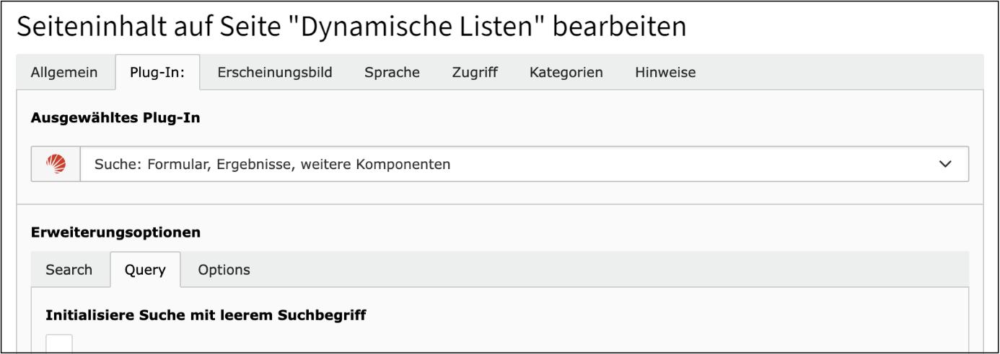 Seiteninhalt auf Seite "Dynamische Listen" bearbeiten
Allgemein Plug-In: Erscheinungsbild Sprache Zugriff Kategorien Hinweise
Ausgewähltes Plug-In
Suche: Formular, Ergebnisse, weitere Komponenten
Erweiterungsoptionen
Search Query Options
Initialisiere Suche mit leerem Suchbegriff